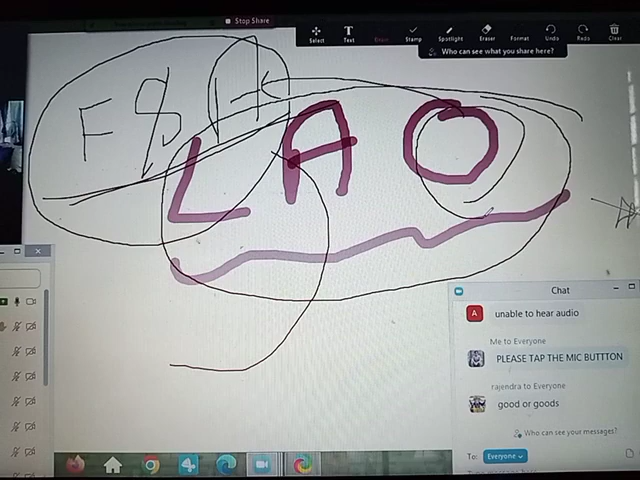 Stop Share
Select Text Draw Stamp Spotlight Eraser Format Undo Redo Clear
Who can see what you share here?
F $
L A O
Chat
A unable to hear audio
Me to Everyone
PLEASE TAP THE MIC BUTTTON
rajendra to Everyone
good or goods
Who can see your messages?
To: Everyone